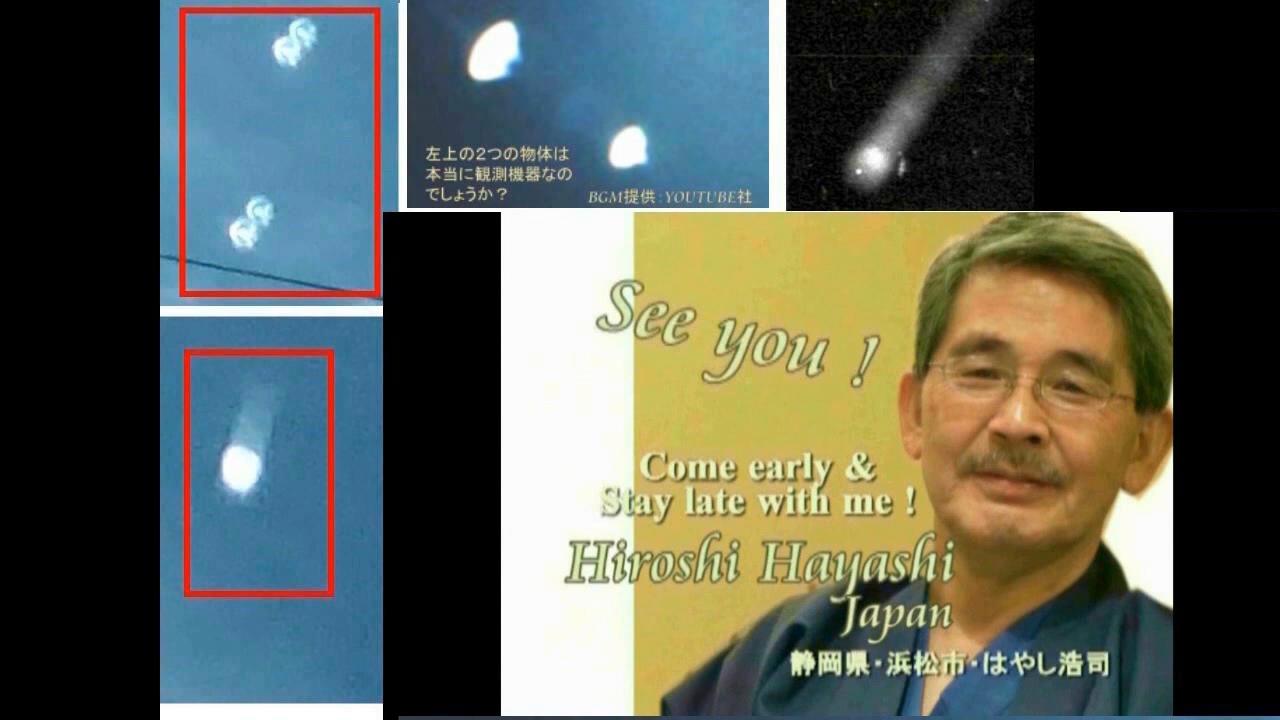 左上の２つの物体は
本当に観測機器なの
でしょうか？
BGM提供：YOUTUBE社
See you !
Come early &
Stay late with me !
Hiroshi Hayashi
Japan
静岡県・浜松市・はやし浩司